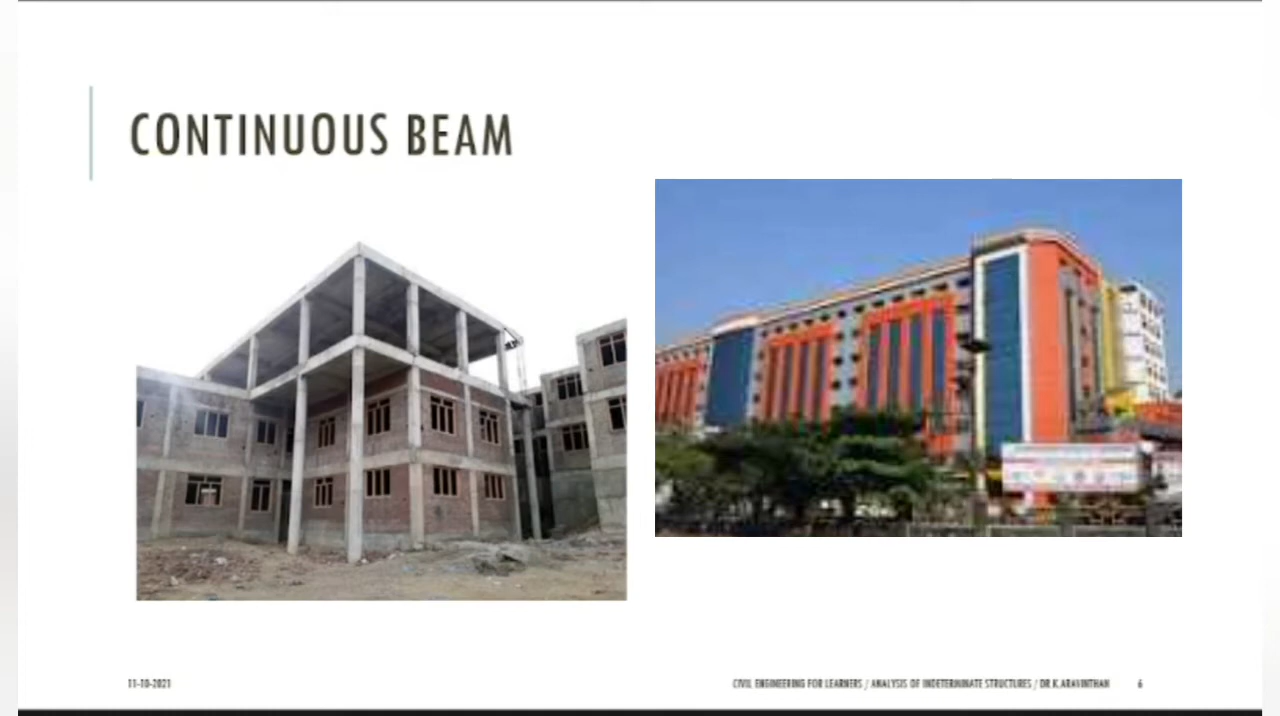 CONTINUOUS BEAM
11-10-2021
CIVIL ENGINEERING FOR LEARNERS / ANALYSIS OF INDETERMINATE STRUCTURES / DR K.ARAVINTHAN
6